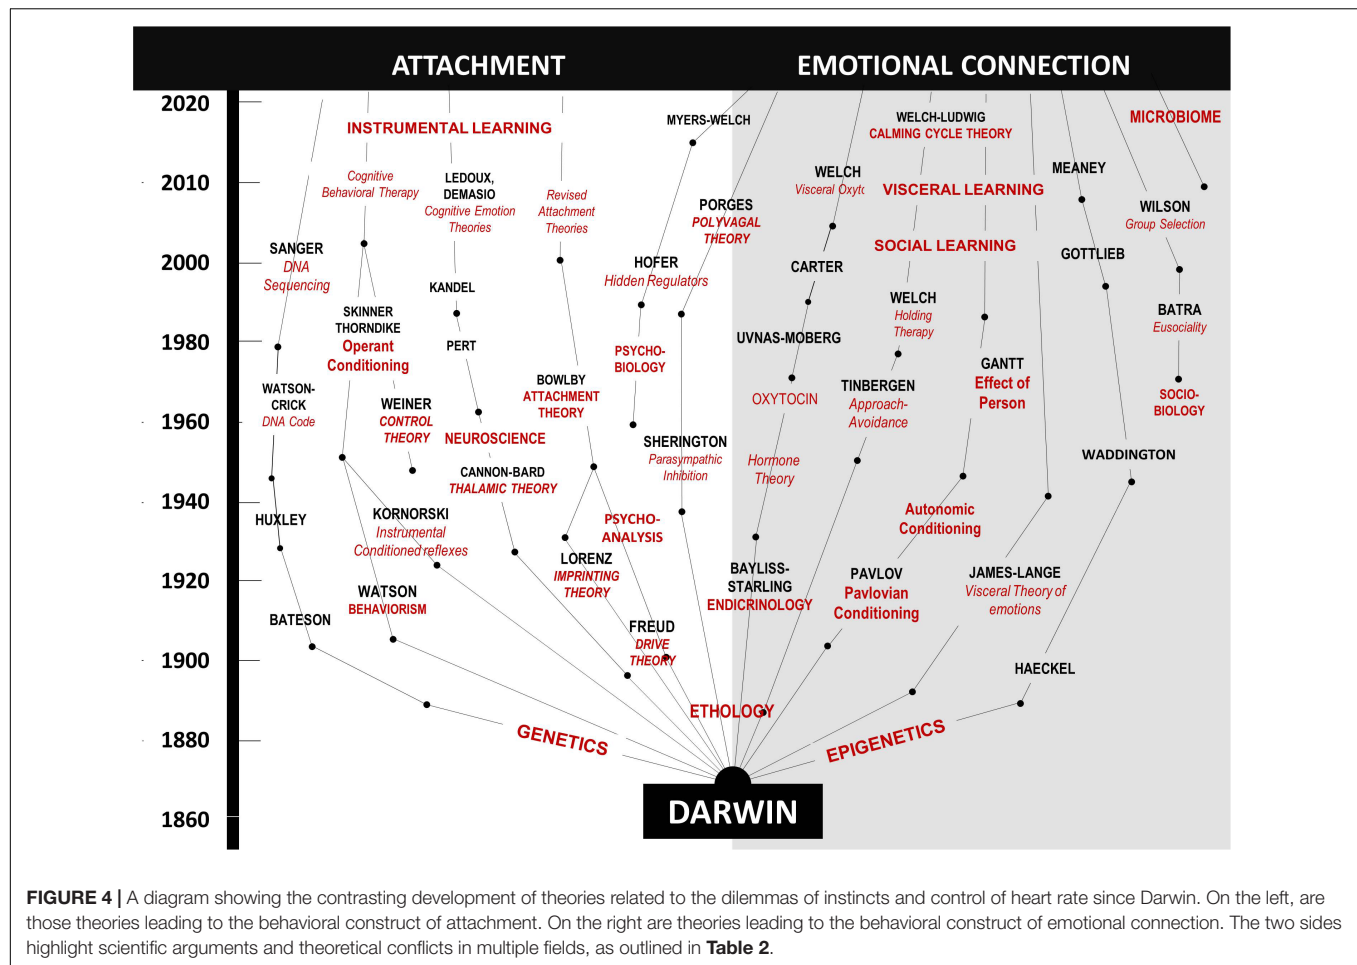 ATTACHMENT
EMOTIONAL CONNECTION
2020
2010
2000
1980
1960
1940
1920
1900
1880
1860
INSTRUMENTAL LEARNING
Cognitive
Behavioral Therapy
LEDOUX,
DEMASIO
Cognitive Emotion
Theories
Revised
Attachment
Theories
SANGER
DNA
Sequencing
KANDEL
SKINNER
THORNDIKE
Operant
Conditioning
PERT
WATSON-
CRICK
DNA Code
WEINER
CONTROL
THEORY
BOWLBY
ATTACHMENT
THEORY
NEUROSCIENCE
CANNON-BARD
THALAMIC THEORY
HUXLEY
KORNORSKI
Instrumental
Conditioned reflexes
PSYCHO-
ANALYSIS
LORENZ
IMPRINTING
THEORY
WATSON
BEHAVIORISM
BATESON
FREUD
DRIVE
THEORY
GENETICS
MYERS-WELCH
PORGES
POLYVAGAL
THEORY
HOFER
Hidden Regulators
PSYCHO-
BIOLOGY
SHERINGTON
Parasympathic
Inhibition
ETHOLOGY
WELCH-LUDWIG
CALMING CYCLE THEORY
MICROBIOME
WELCH
Visceral Oxytc
VISCERAL LEARNING
MEANEY
WILSON
Group Selection
SOCIAL LEARNING
CARTER
GOTTLIEB
WELCH
Holding
Therapy
BATRA
Eusociality
UVNAS-MOBERG
GANTT
Effect of
Person
TINBERGEN
Approach-
Avoidance
OXYTOCIN
SOCIO-
BIOLOGY
Hormone
Theory
WADDINGTON
Autonomic
Conditioning
BAYLISS-
STARLING
ENDICRINOLOGY
PAVLOV
Pavlovian
Conditioning
JAMES-LANGE
Visceral Theory of
emotions
HAECKEL
EPIGENETICS
DARWIN
FIGURE 4 | A diagram showing the contrasting development of theories related to the dilemmas of instincts and control of heart rate since Darwin. On the left, are
those theories leading to the behavioral construct of attachment. On the right are theories leading to the behavioral construct of emotional connection. The two sides
highlight scientific arguments and theoretical conflicts in multiple fields, as outlined in Table 2.